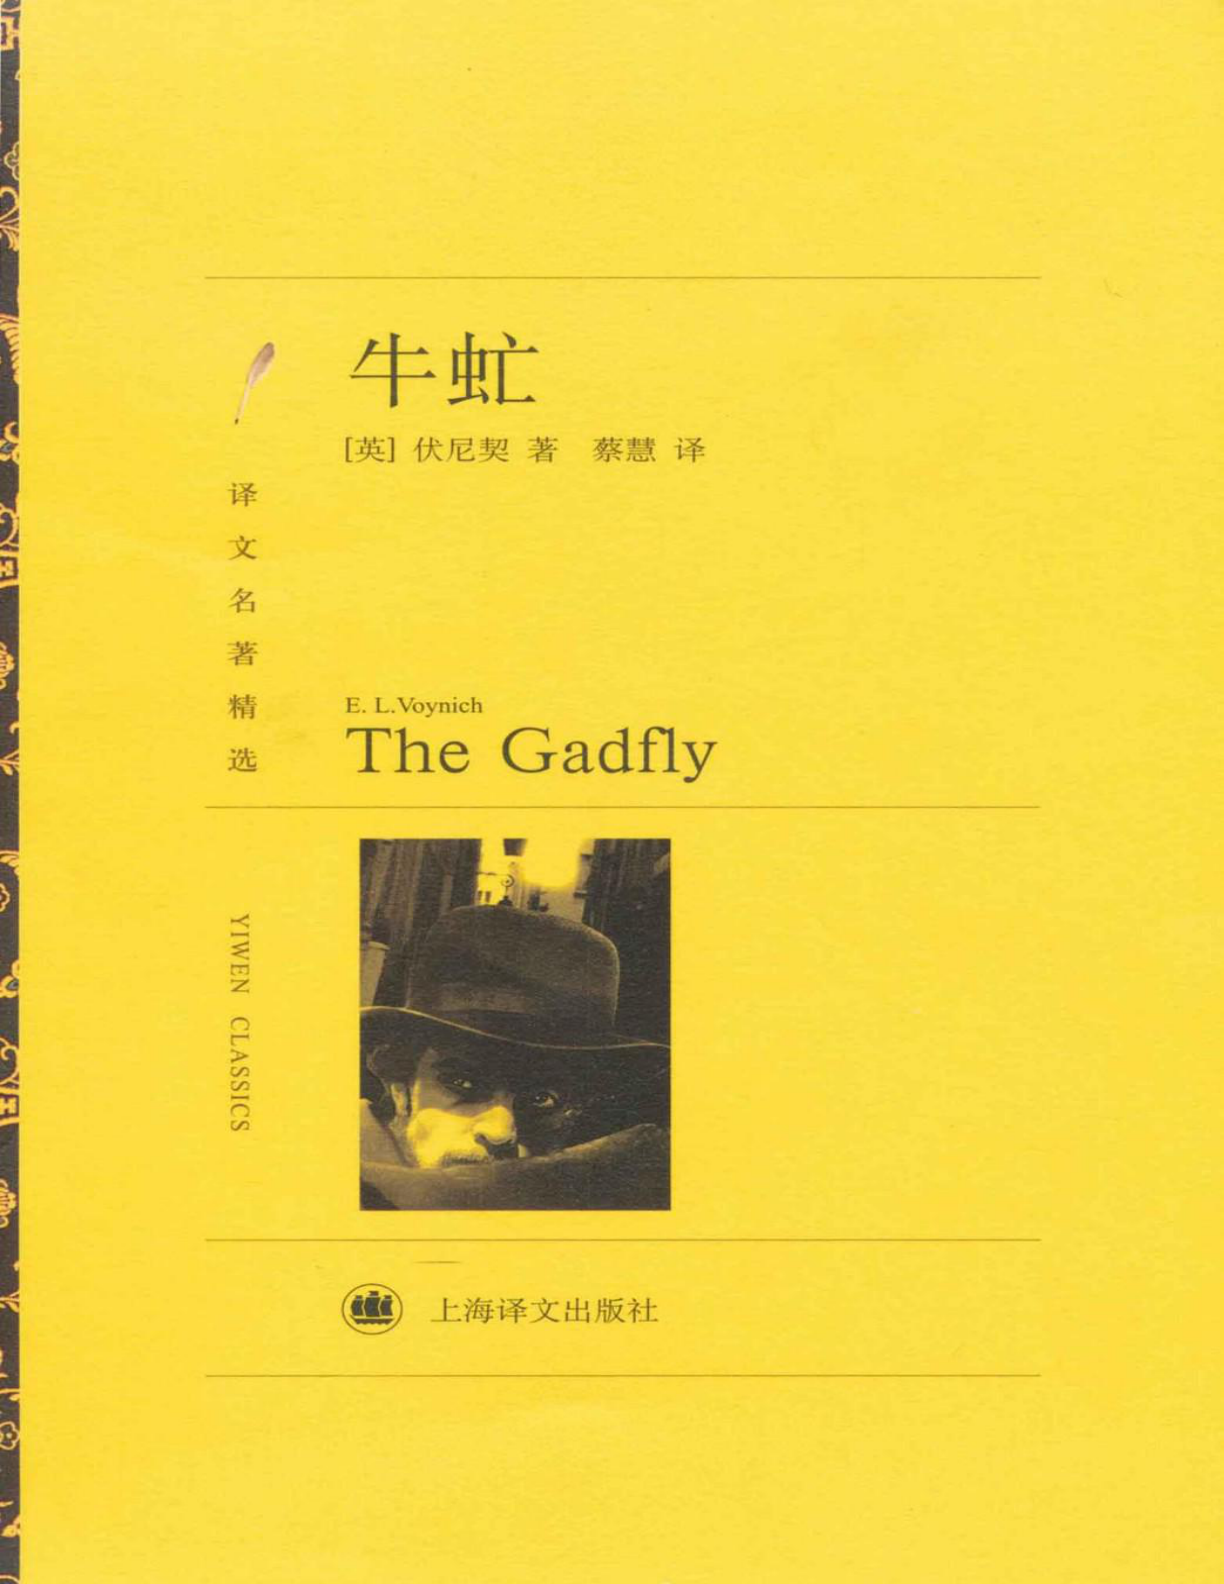 牛虻
[英] 伏尼契 著 蔡慧 译
译文名著精选
E. L.Voynich
The Gadfly
YIWEN CLASSICS
上海译文出版社